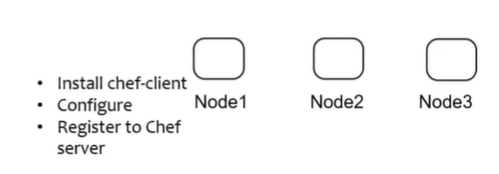 • Install chef-client
• Configure
• Register to Chef
server
Node1
Node2
Node3